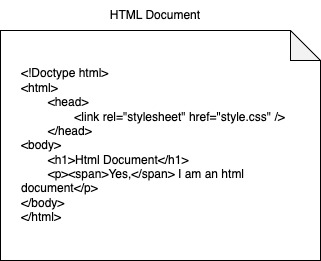 HTML Document
<!Doctype html>
<html>
<head>
<link rel="stylesheet" href="style.css" />
</head>
<body>
<h1>Html Document</h1>
<p><span>Yes,</span> I am an html
document</p>
</body>
</html>